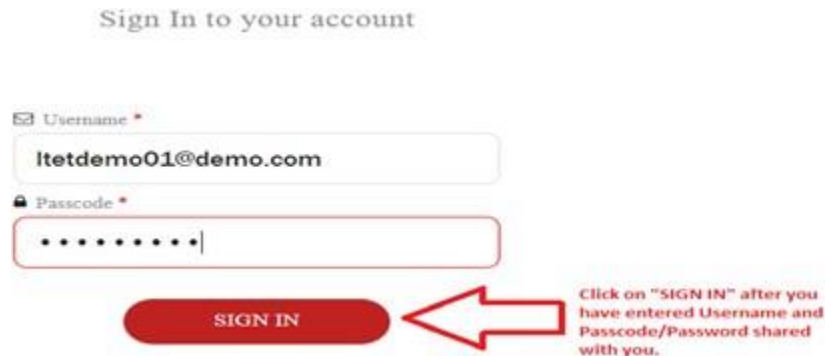 Sign In to your account
Username *
ltetdemo01@demo.com
Passcode *
•••••••••
SIGN IN
Click on "SIGN IN" after you
have entered Username and
Passcode/Password shared
with you.